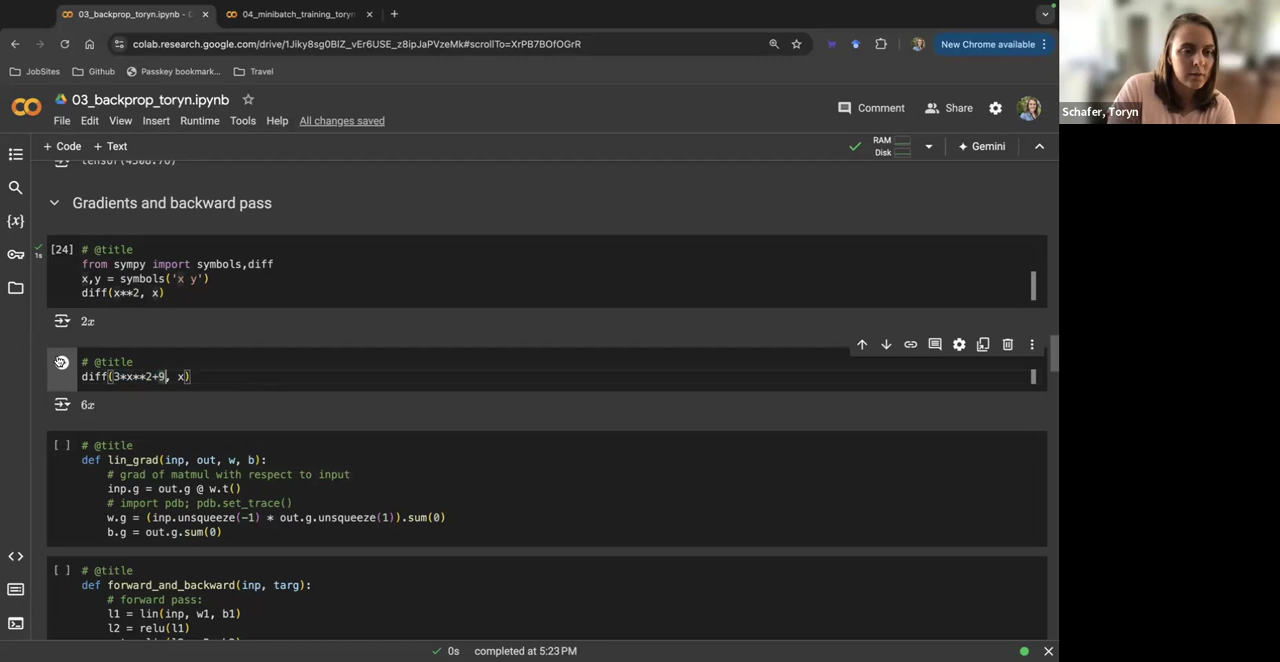 03_backprop_toryn.ipynb - C
04_minibatch_training_toryn
colab.research.google.com/drive/1Jiky8sg0BIZ_vEr6USE_z8ipJaPVzeMk#scrollTo=XrPB7BOfOGrR
New Chrome available
JobSites
Github
Passkey bookmark...
Travel
03_backprop_toryn.ipynb
Comment
Share
File Edit View Insert Runtime Tools Help All changes saved
+ Code + Text
RAM
Disk
Gemini
tensor(4308.76)
Gradients and backward pass
[24] # @title
1s
from sympy import symbols,diff
x,y = symbols('x y')
diff(x**2, x)
2x
# @title
diff(3*x**2+9, x)
6x
[ ] # @title
def lin_grad(inp, out, w, b):
# grad of matmul with respect to input
inp.g = out.g @ w.t()
# import pdb; pdb.set_trace()
w.g = (inp.unsqueeze(-1) * out.g.unsqueeze(1)).sum(0)
b.g = out.g.sum(0)
[ ] # @title
def forward_and_backward(inp, targ):
# forward pass:
l1 = lin(inp, w1, b1)
l2 = relu(l1)
0s completed at 5:23 PM
Schafer, Toryn